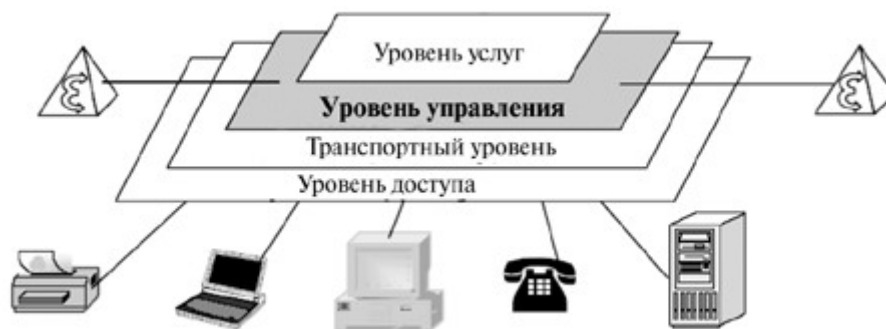 Уровень услуг
Уровень управления
Транспортный уровень
Уровень доступа